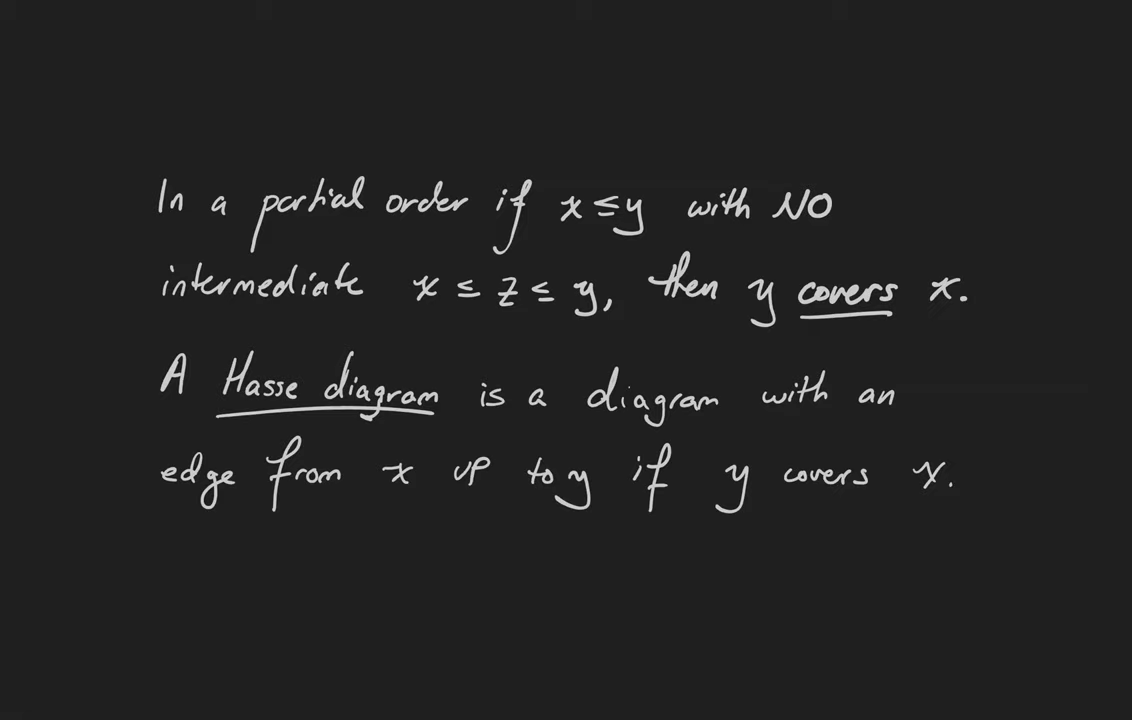 In a partial order if x ≤ y with NO
intermediate x ≤ z ≤ y, then y covers x.
A Hasse diagram is a diagram with an
edge from x up to y if y covers x.